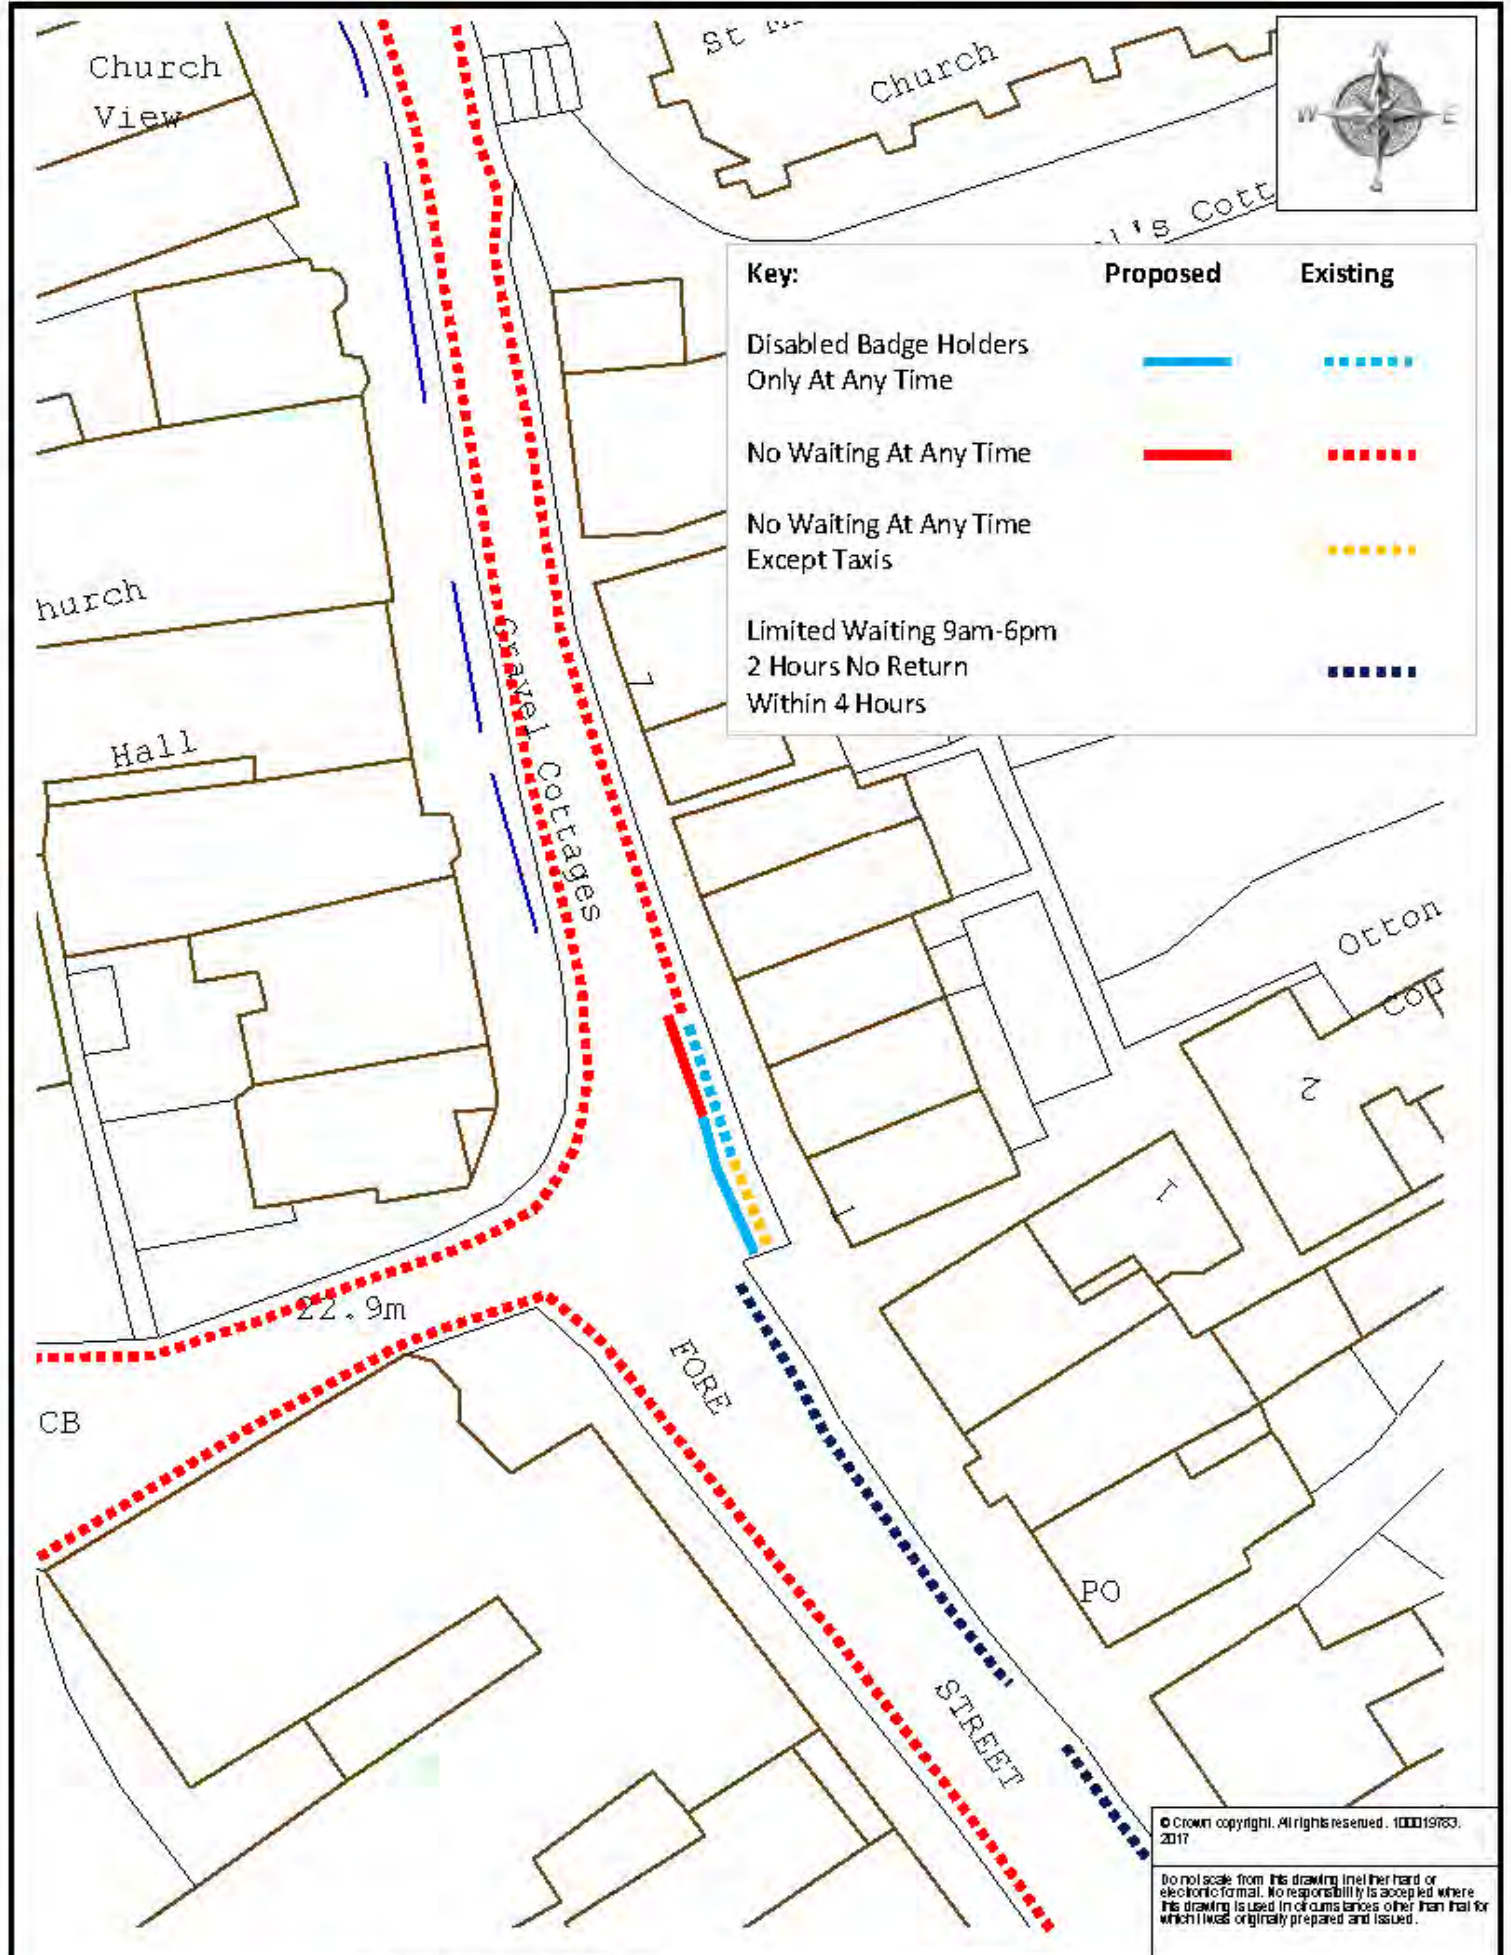 Church
View
St M
Church
N
W
E
S
l's Cott
Key:
Proposed
Existing
Disabled Badge Holders
Only At Any Time
No Waiting At Any Time
No Waiting At Any Time
Except Taxis
Limited Waiting 9am-6pm
2 Hours No Return
Within 4 Hours
hurch
Hall
Gravel Cottages
7
Otton
Cou
2
1
22.9m
CB
FORE
STREET
PO
© Crown copyright. All rights reserved. 100019783.
2017
Do not scale from this drawing in either hard or
electronic format. No responsibility is accepted where
this drawing is used in circumstances other than that for
which it was originally prepared and issued.